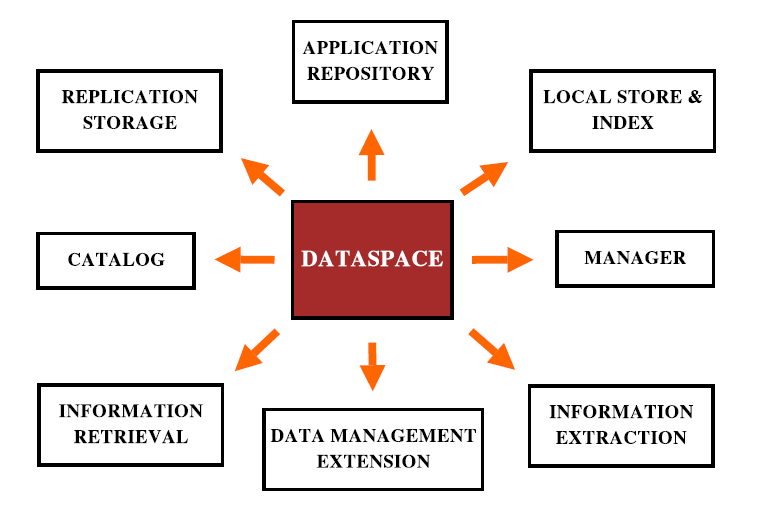 APPLICATION
REPOSITORY
REPLICATION
STORAGE
LOCAL STORE &
INDEX
CATALOG
DATASPACE
MANAGER
INFORMATION
RETRIEVAL
DATA MANAGEMENT
EXTENSION
INFORMATION
EXTRACTION